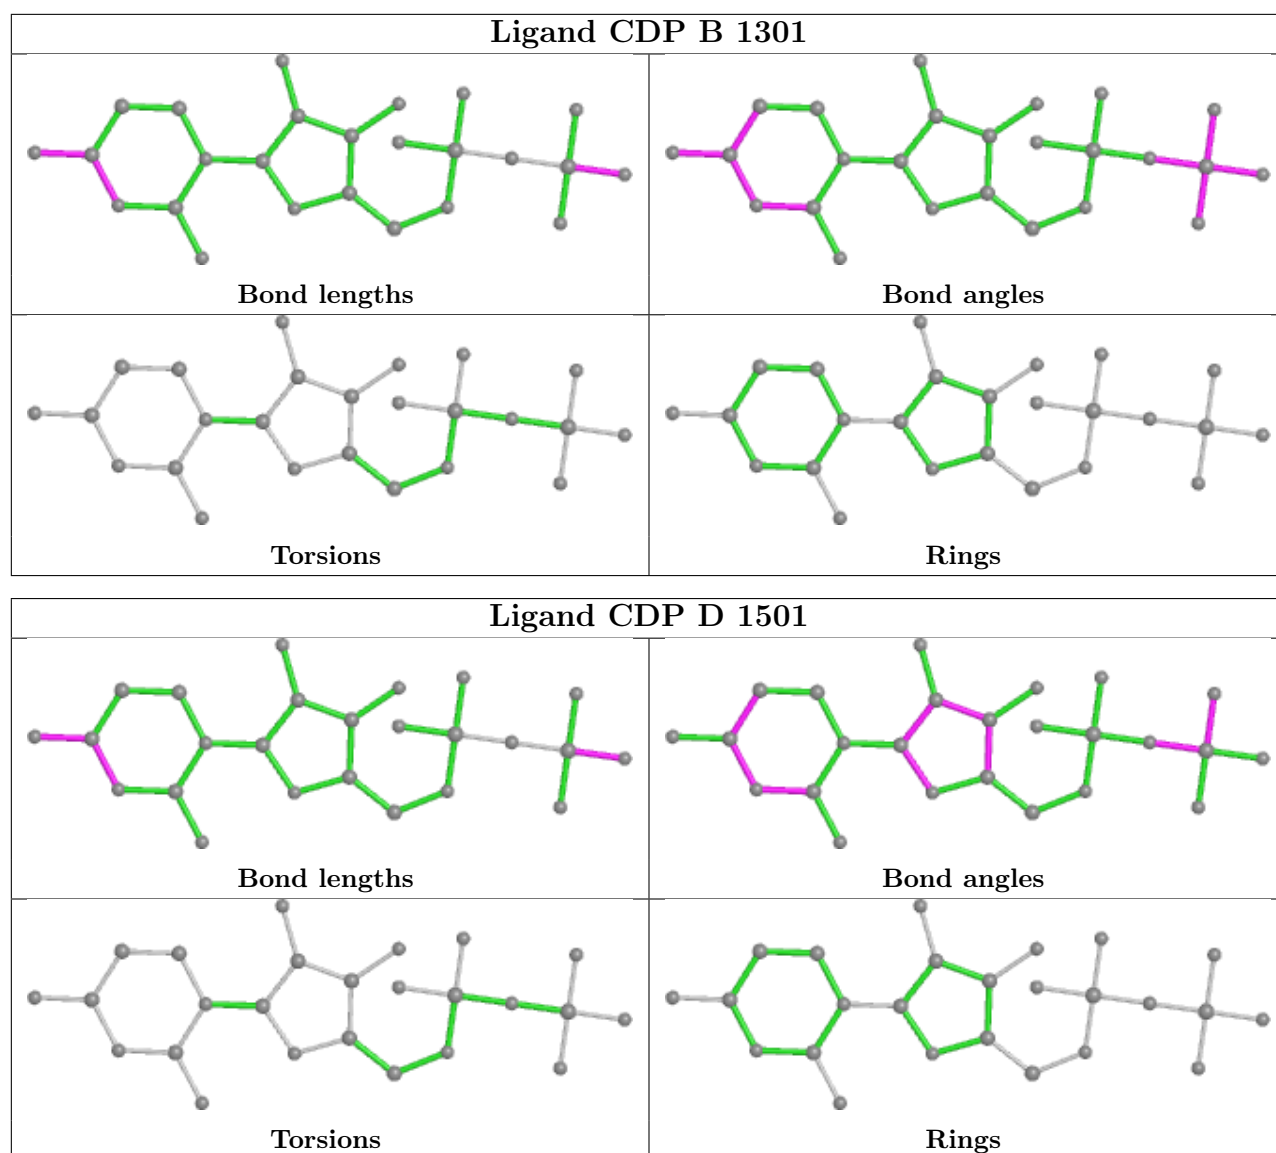 Ligand CDP B 1301
Bond lengths
Bond angles
Torsions
Rings
Ligand CDP D 1501
Bond lengths
Bond angles
Torsions
Rings